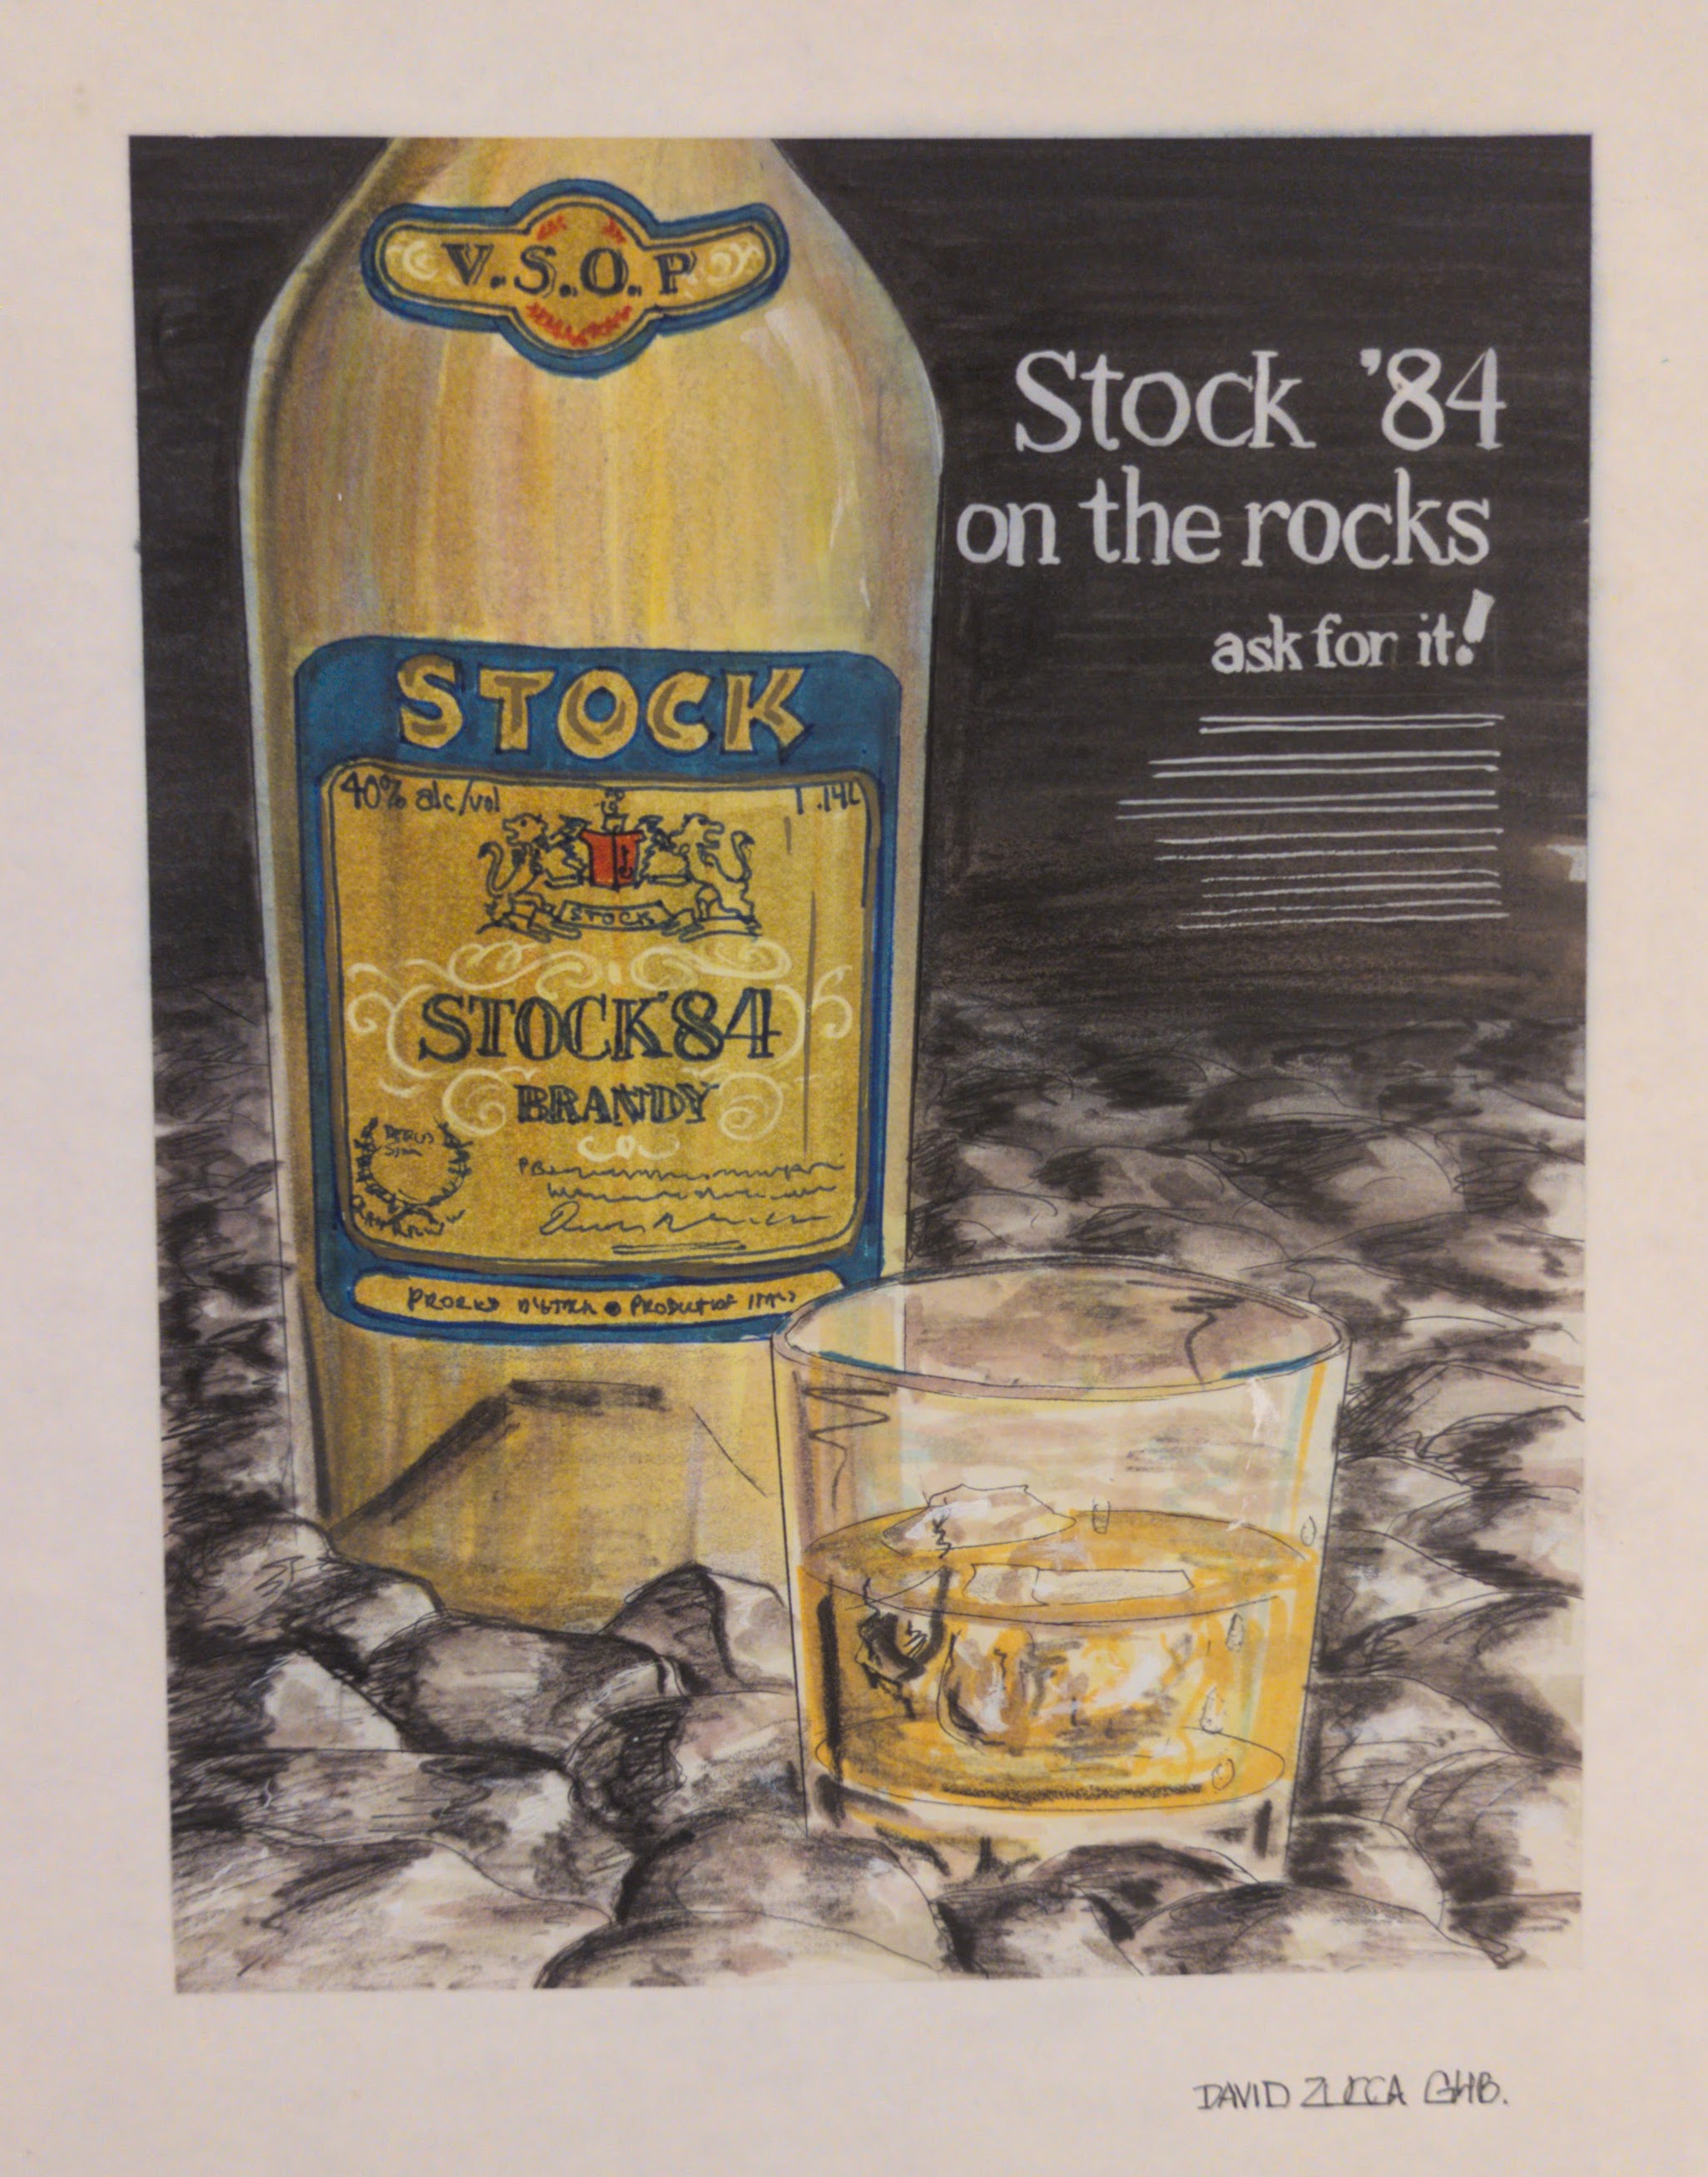 V.S.O.P
Stock '84
on the rocks
ask for it!
STOCK
40% alc/vol 1.14L
STOCK
STOCK'84
BRANDY
DAVID ZUCCA